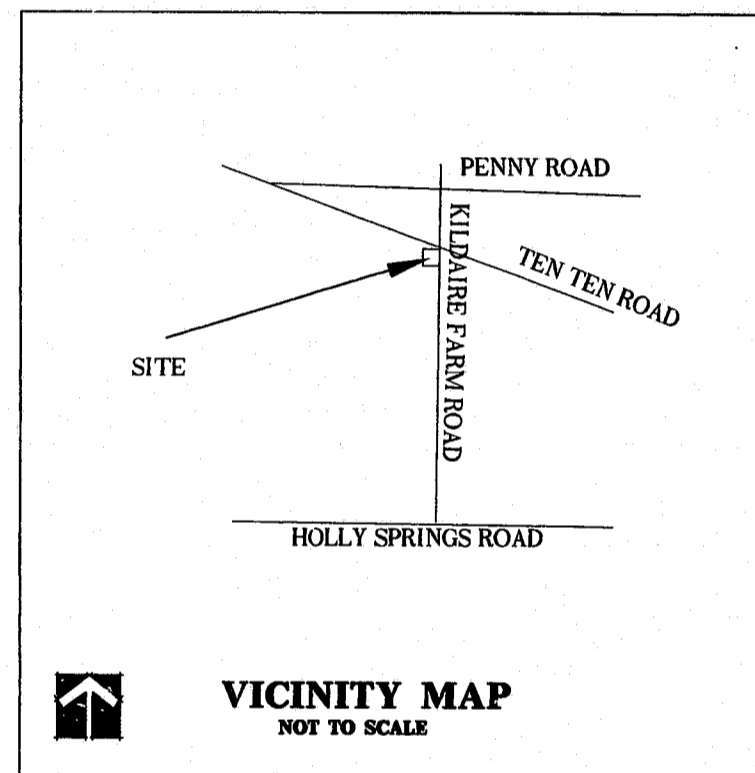 PENNY ROAD
KILDAIRE FARM ROAD
TEN TEN ROAD
SITE
HOLLY SPRINGS ROAD
VICINITY MAP
NOT TO SCALE